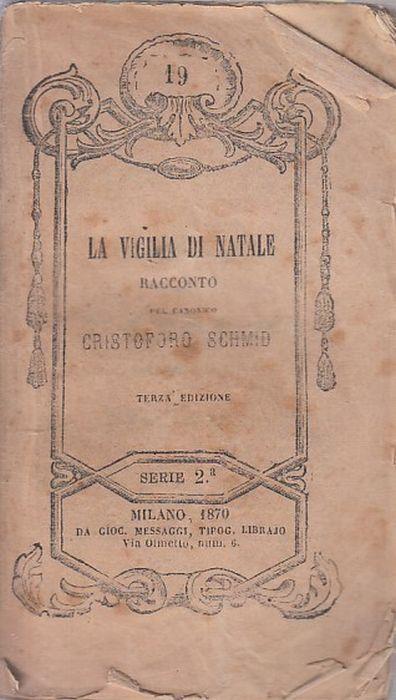 19
LA VIGILIA DI NATALE
RACCONTO
DEL CANONICO
CRISTOFORO SCHMID
TERZA EDIZIONE
SERIE 2.ª
MILANO, 1870
DA GIOC. MESSAGGI, TIPOG. LIBRAJO
Via Olmetto, num. 6.